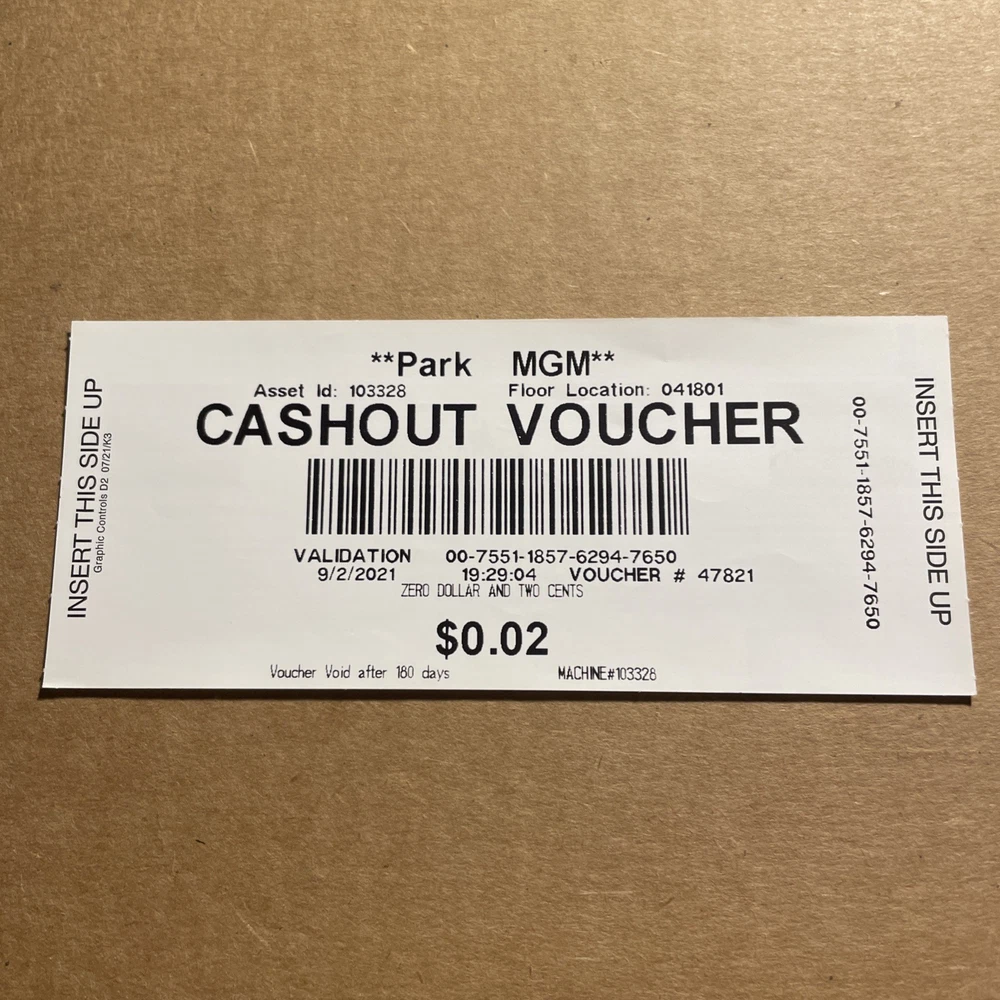 **Park MGM**
Asset Id: 103328 Floor Location: 041801
CASHOUT VOUCHER
VALIDATION 00-7551-1857-6294-7650
9/2/2021 19:29:04 VOUCHER # 47821
ZERO DOLLAR AND TWO CENTS
$0.02
Voucher Void after 180 days MACHINE#103328
INSERT THIS SIDE UP
Graphic Controls D2 07/21/K3
00-7551-1857-6294-7650
INSERT THIS SIDE UP